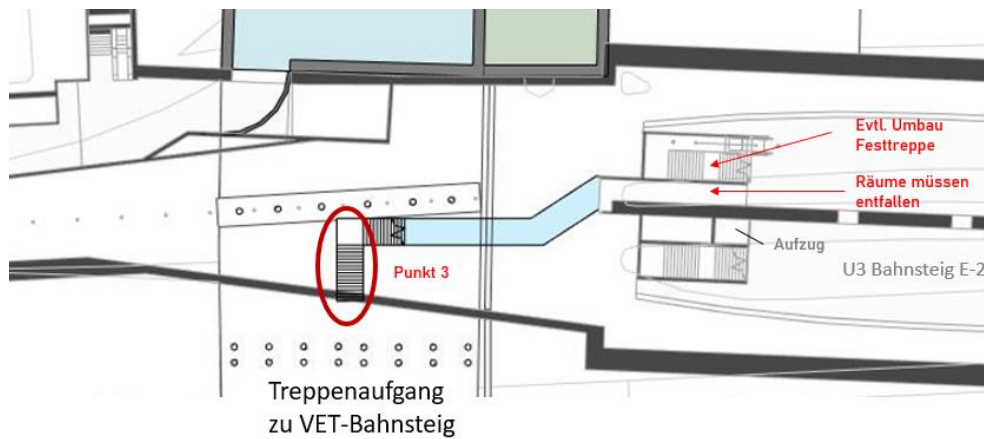 Evtl. Umbau
Festtreppe
Räume müssen
entfallen
Aufzug
Punkt 3
U3 Bahnsteig E-2
Treppenaufgang
zu VET-Bahnsteig